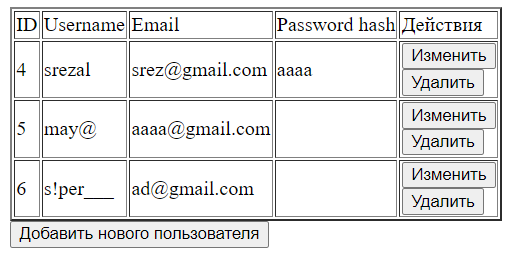 ID Username Email Password hash Действия
4 srezal srez@gmail.com aaaa Изменить
Удалить
5 may@ aaaa@gmail.com Изменить
Удалить
6 s!per___ ad@gmail.com Изменить
Удалить
Добавить нового пользователя